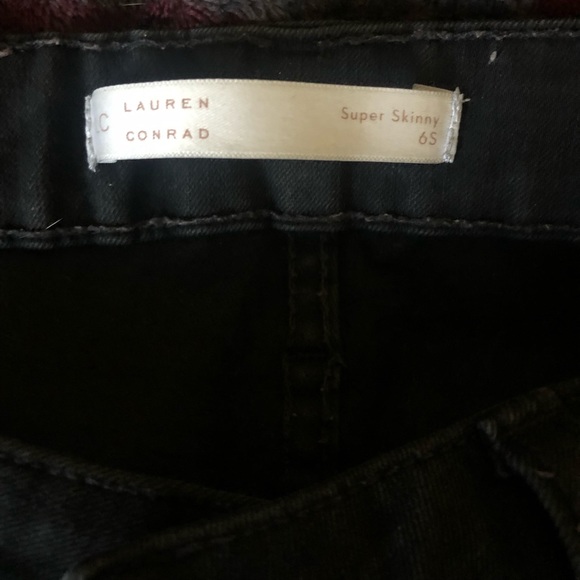 LAUREN
CONRAD
Super Skinny
6S